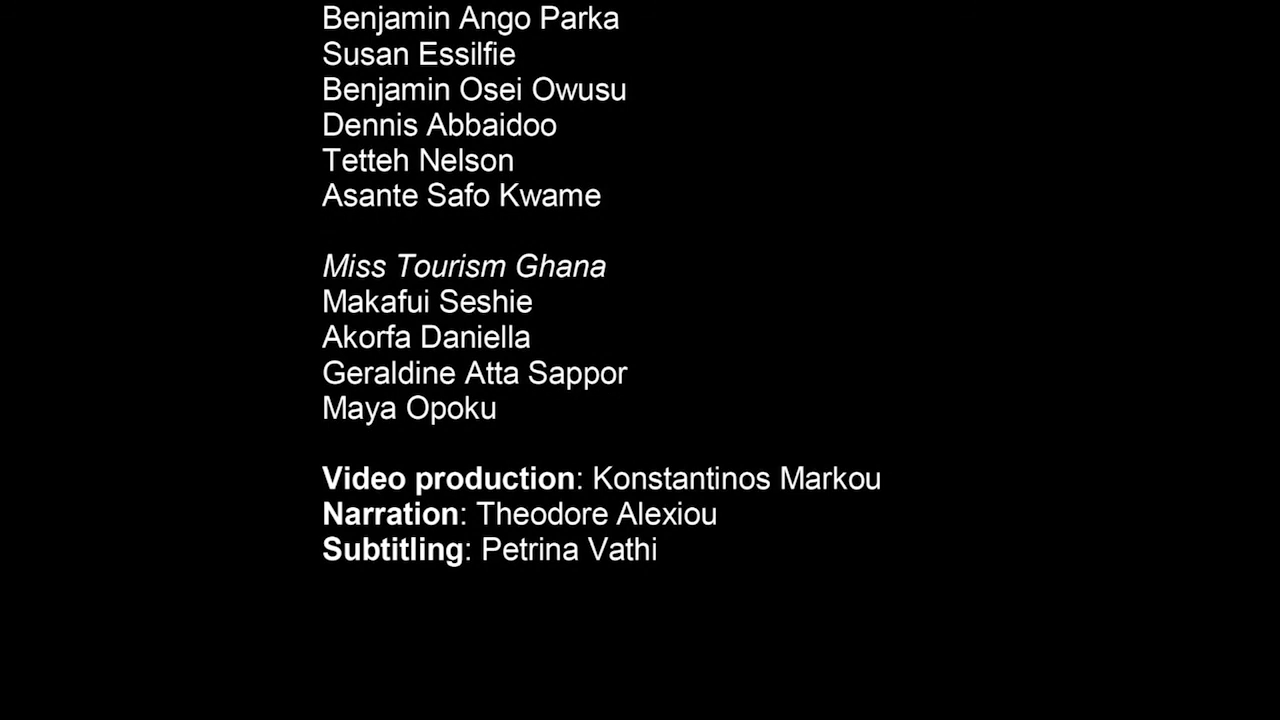 Benjamin Ango Parka
Susan Essilfie
Benjamin Osei Owusu
Dennis Abbaidoo
Tetteh Nelson
Asante Safo Kwame
Miss Tourism Ghana
Makafui Seshie
Akorfa Daniella
Geraldine Atta Sappor
Maya Opoku
Video production: Konstantinos Markou
Narration: Theodore Alexiou
Subtitling: Petrina Vathi